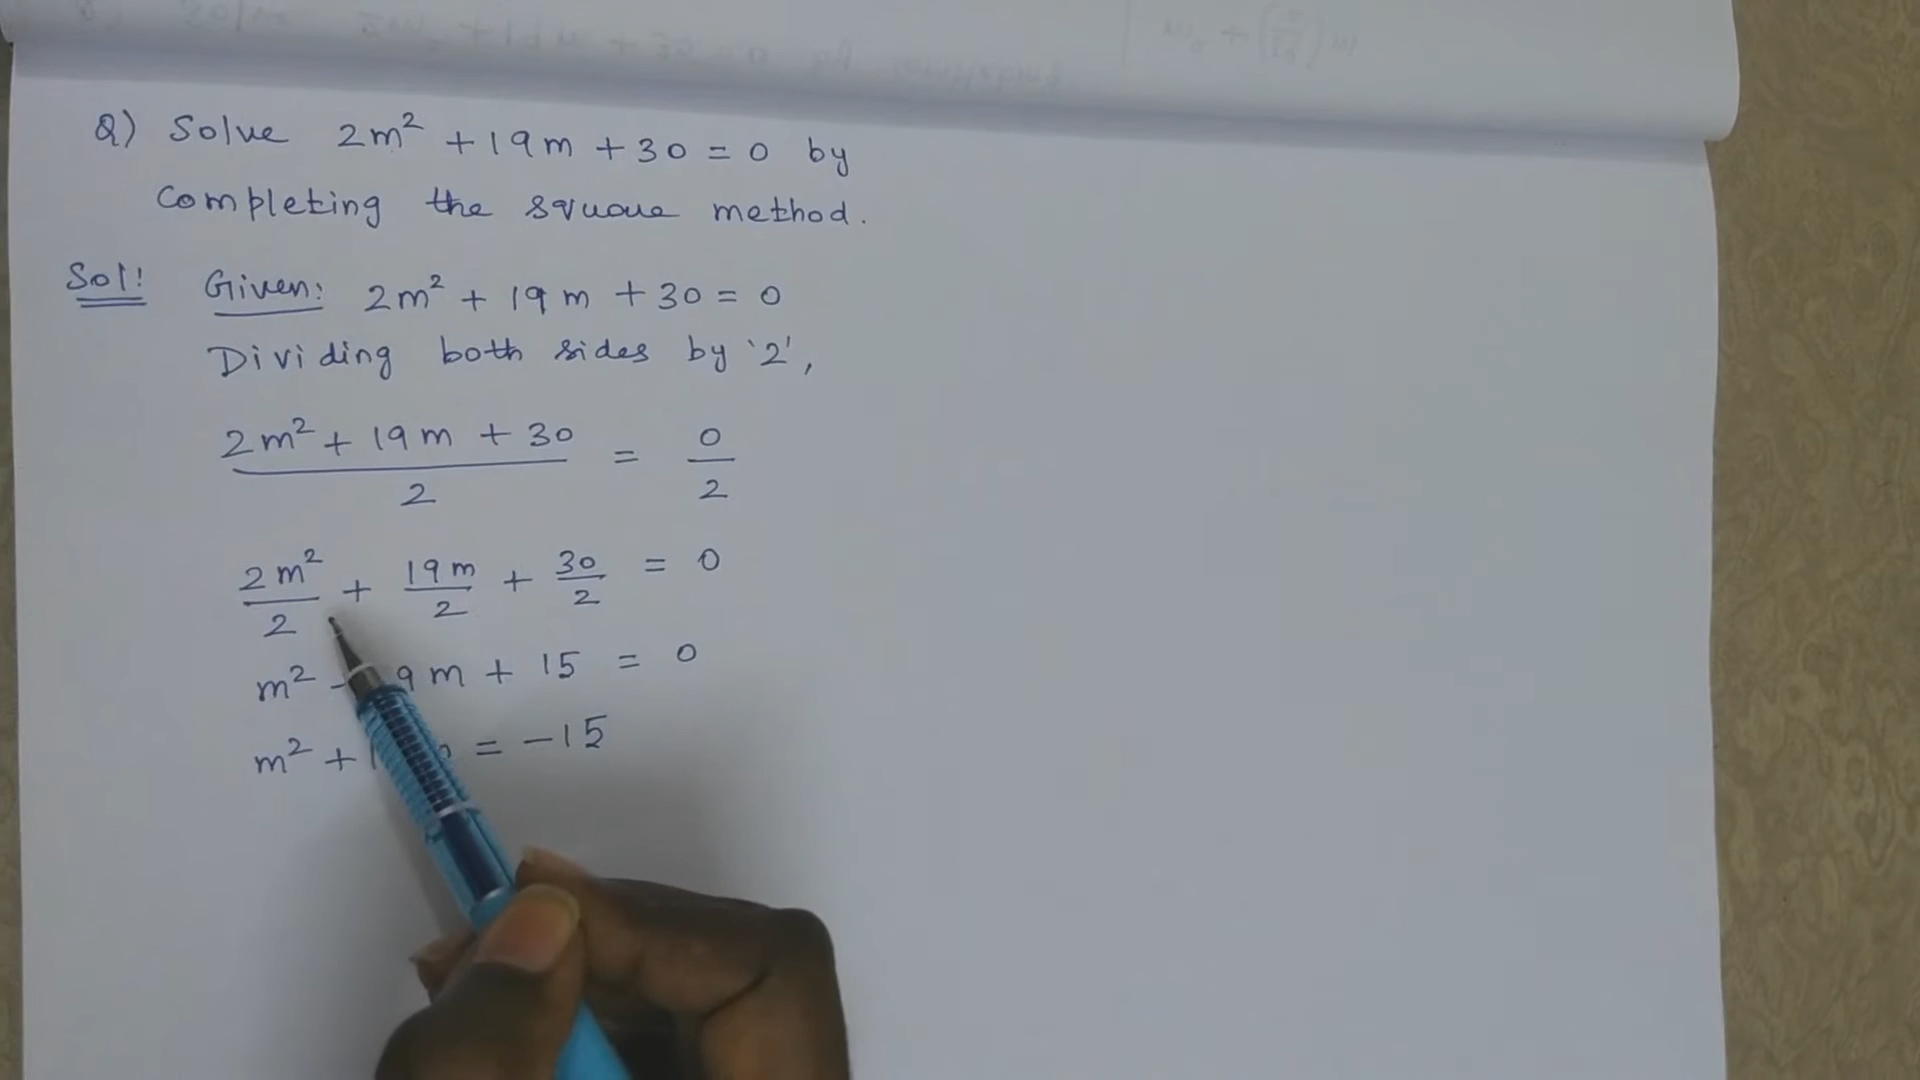 Q) Solve 2m² + 19m + 30 = 0 by
completing the square method.
Sol: Given: 2m² + 19m + 30 = 0
Dividing both sides by '2',
(2m² + 19m + 30)/2 = 0/2
2m²/2 + 19m/2 + 30/2 = 0
m² 9m + 15 = 0
m² + = -15